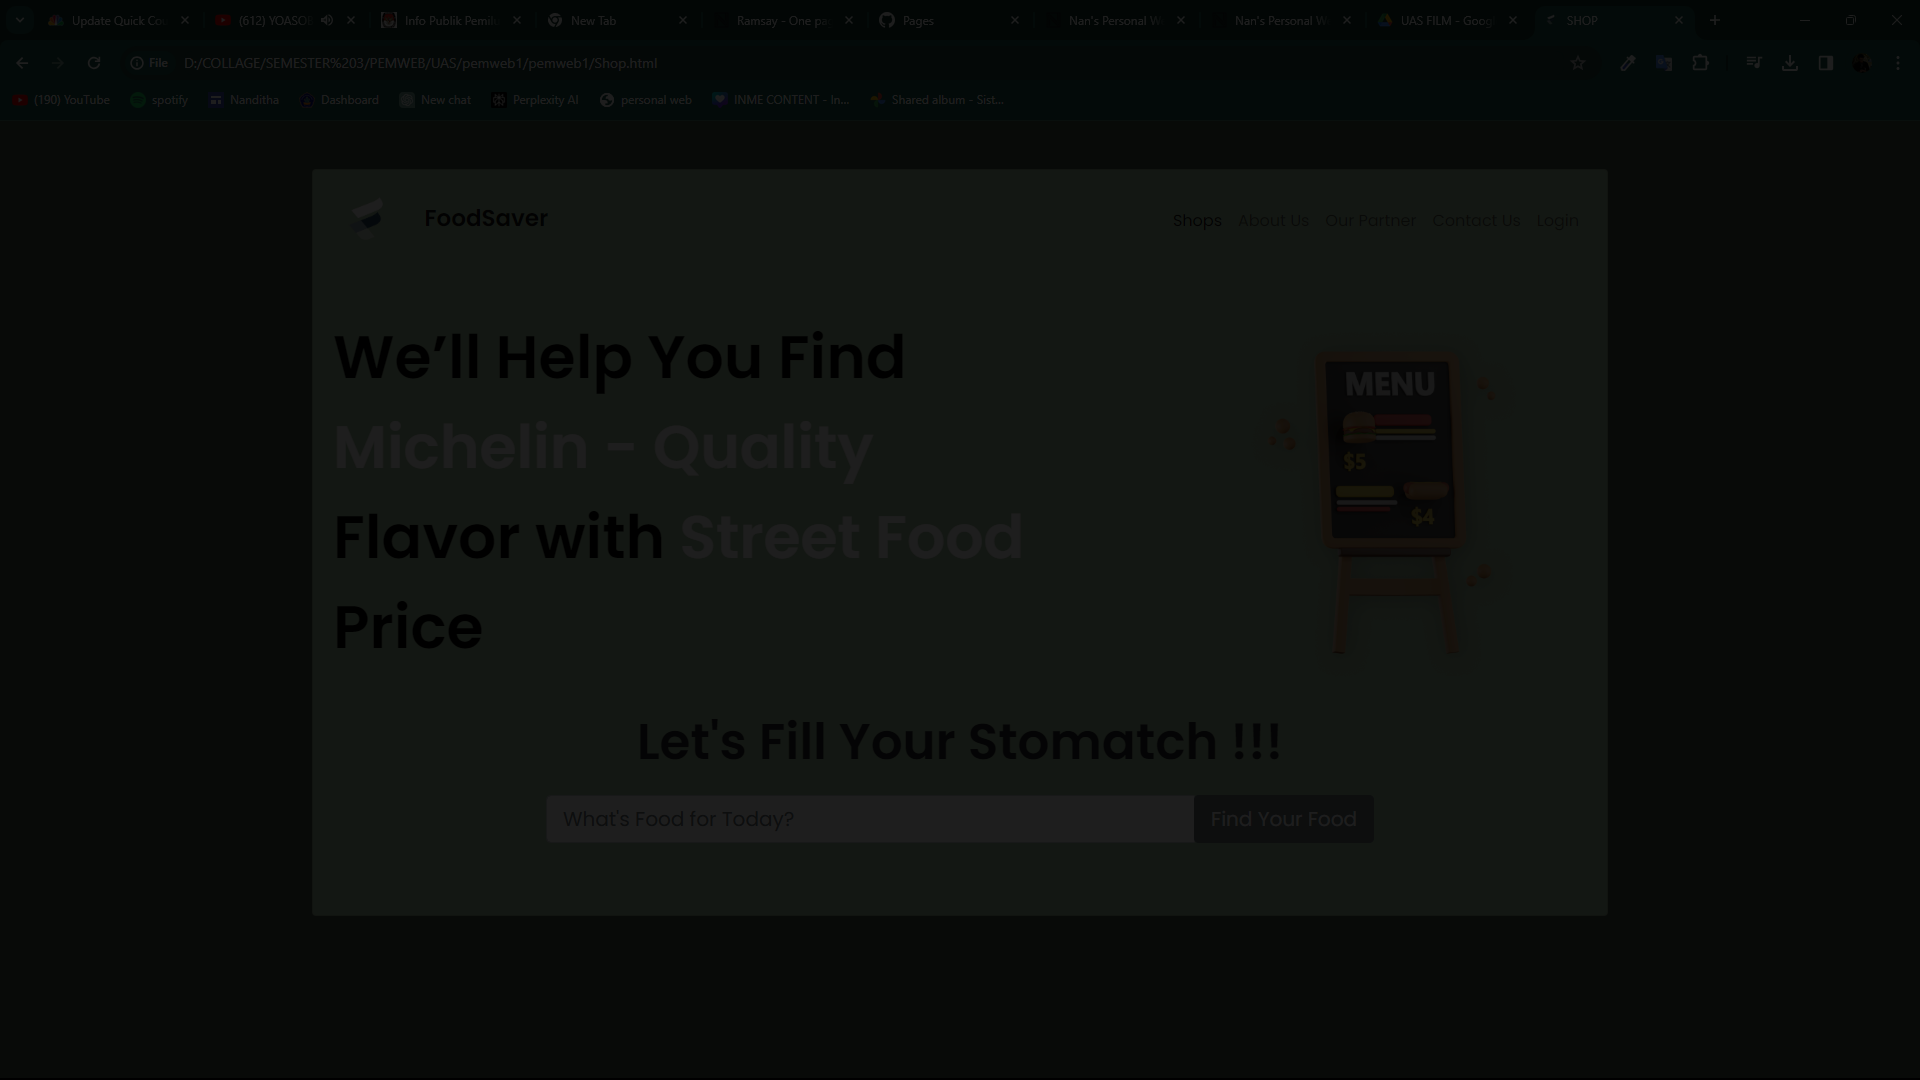 Update Quick Co
(612) YOASO
Info Publik Pemil
New Tab
Ramsay - One pa
Pages
Nan's Personal W
Nan's Personal W
UAS FILM - Goog
SHOP
File
D:/COLLAGE/SEMESTER%203/PEMWEB/UAS/pemweb1/pemweb1/Shop.html
(190) YouTube
spotify
Nanditha
Dashboard
New chat
Perplexity AI
personal web
INME CONTENT - In...
Shared album - Sist...
FoodSaver
Shops About Us Our Partner Contact Us Login
We’ll Help You Find
Michelin - Quality
Flavor with Street Food
Price
MENU
$5
$4
Let's Fill Your Stomatch !!!
What's Food for Today?
Find Your Food